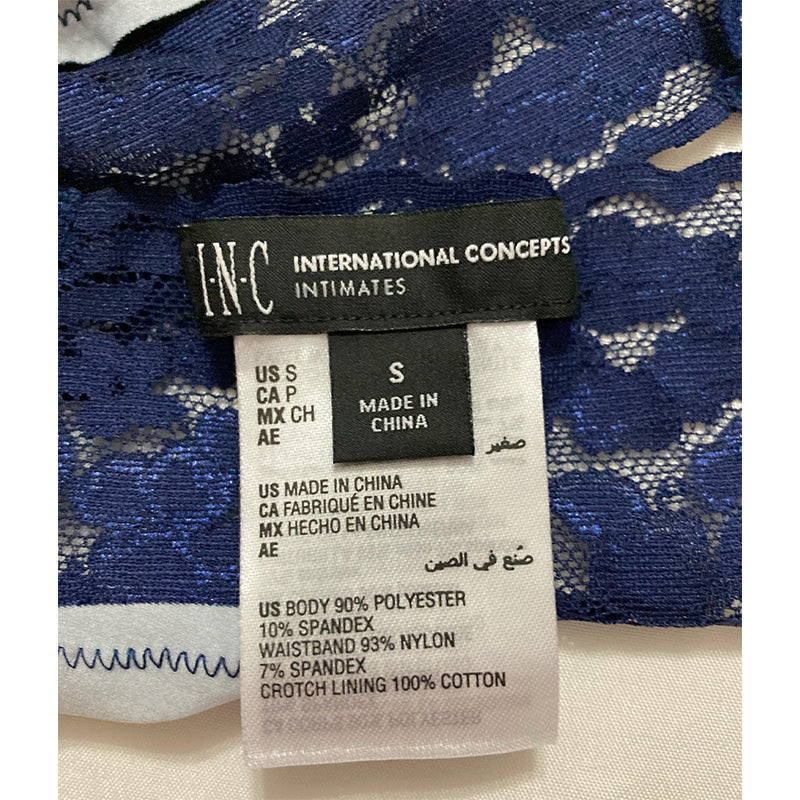 I·N·C INTERNATIONAL CONCEPTS
INTIMATES
S
MADE IN
CHINA
US S
CA P
MX CH
AE
صغير
US MADE IN CHINA
CA FABRIQUÉ EN CHINE
MX HECHO EN CHINA
AE
صُنع في الصين
US BODY 90% POLYESTER
10% SPANDEX
WAISTBAND 93% NYLON
7% SPANDEX
CROTCH LINING 100% COTTON